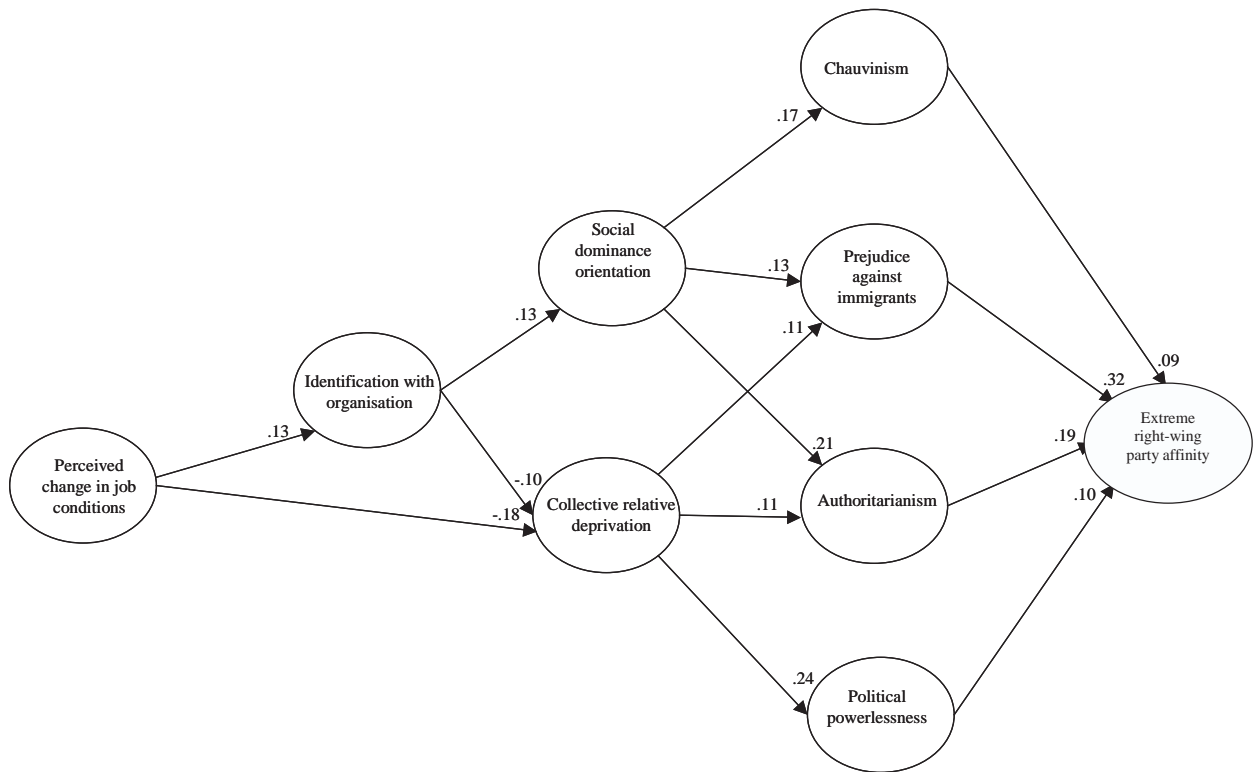 Chauvinism
.17
Social
dominance
orientation
.13
Prejudice
against
immigrants
.13
.11
.09
.32
Identification with
organisation
Extreme
right-wing
party affinity
.13
.21
.19
Perceived
change in job
conditions
-.10
-.18
Collective relative
deprivation
.11
Authoritarianism
.10
.24
Political
powerlessness